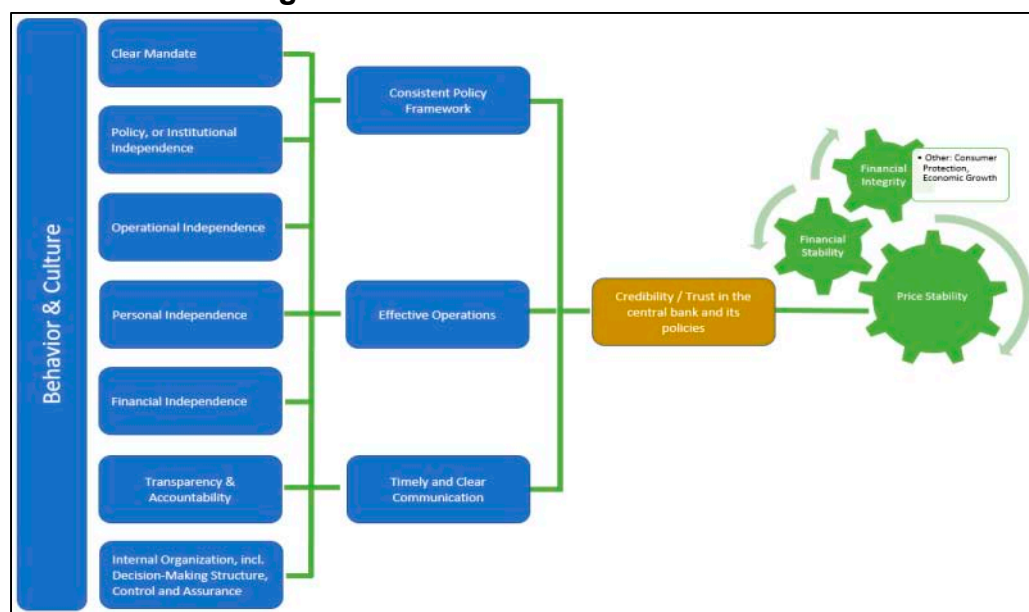 Behavior & Culture
Clear Mandate
Policy, or Institutional
Independence
Operational Independence
Personal Independence
Financial Independence
Transparency &
Accountability
Internal Organization, incl.
Decision-Making Structure,
Control and Assurance
Consistent Policy
Framework
Effective Operations
Timely and Clear
Communication
Credibility / Trust in the
central bank and its
policies
Financial
Integrity
• Other: Consumer
Protection,
Economic Growth
Financial
Stability
Price Stability